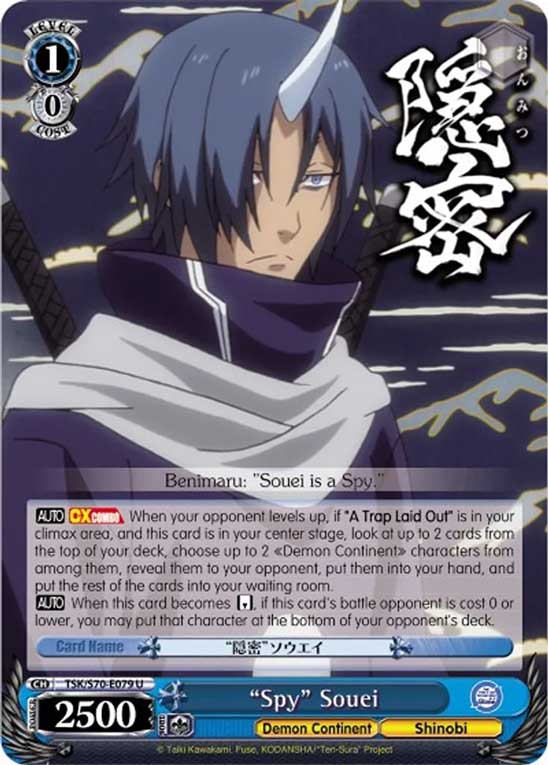 LEVEL
1
0
COST
隠密
おんみつ
Benimaru: "Souei is a Spy."
AUTO CXCOMBO When your opponent levels up, if "A Trap Laid Out" is in your
climax area, and this card is in your center stage, look at up to 2 cards from
the top of your deck, choose up to 2 «Demon Continent» characters from
among them, reveal them to your opponent, put them into your hand, and
put the rest of the cards into your waiting room.
AUTO When this card becomes [▼], if this card's battle opponent is cost 0 or
lower, you may put that character at the bottom of your opponent's deck.
Card Name
“隠密”ソウエイ
CH TSK/S70-E079 U
POWER
2500
SOUL
“Spy” Souei
Demon Continent
Shinobi
© Taiki Kawakami, Fuse, KODANSHA/“Ten-Sura” Project